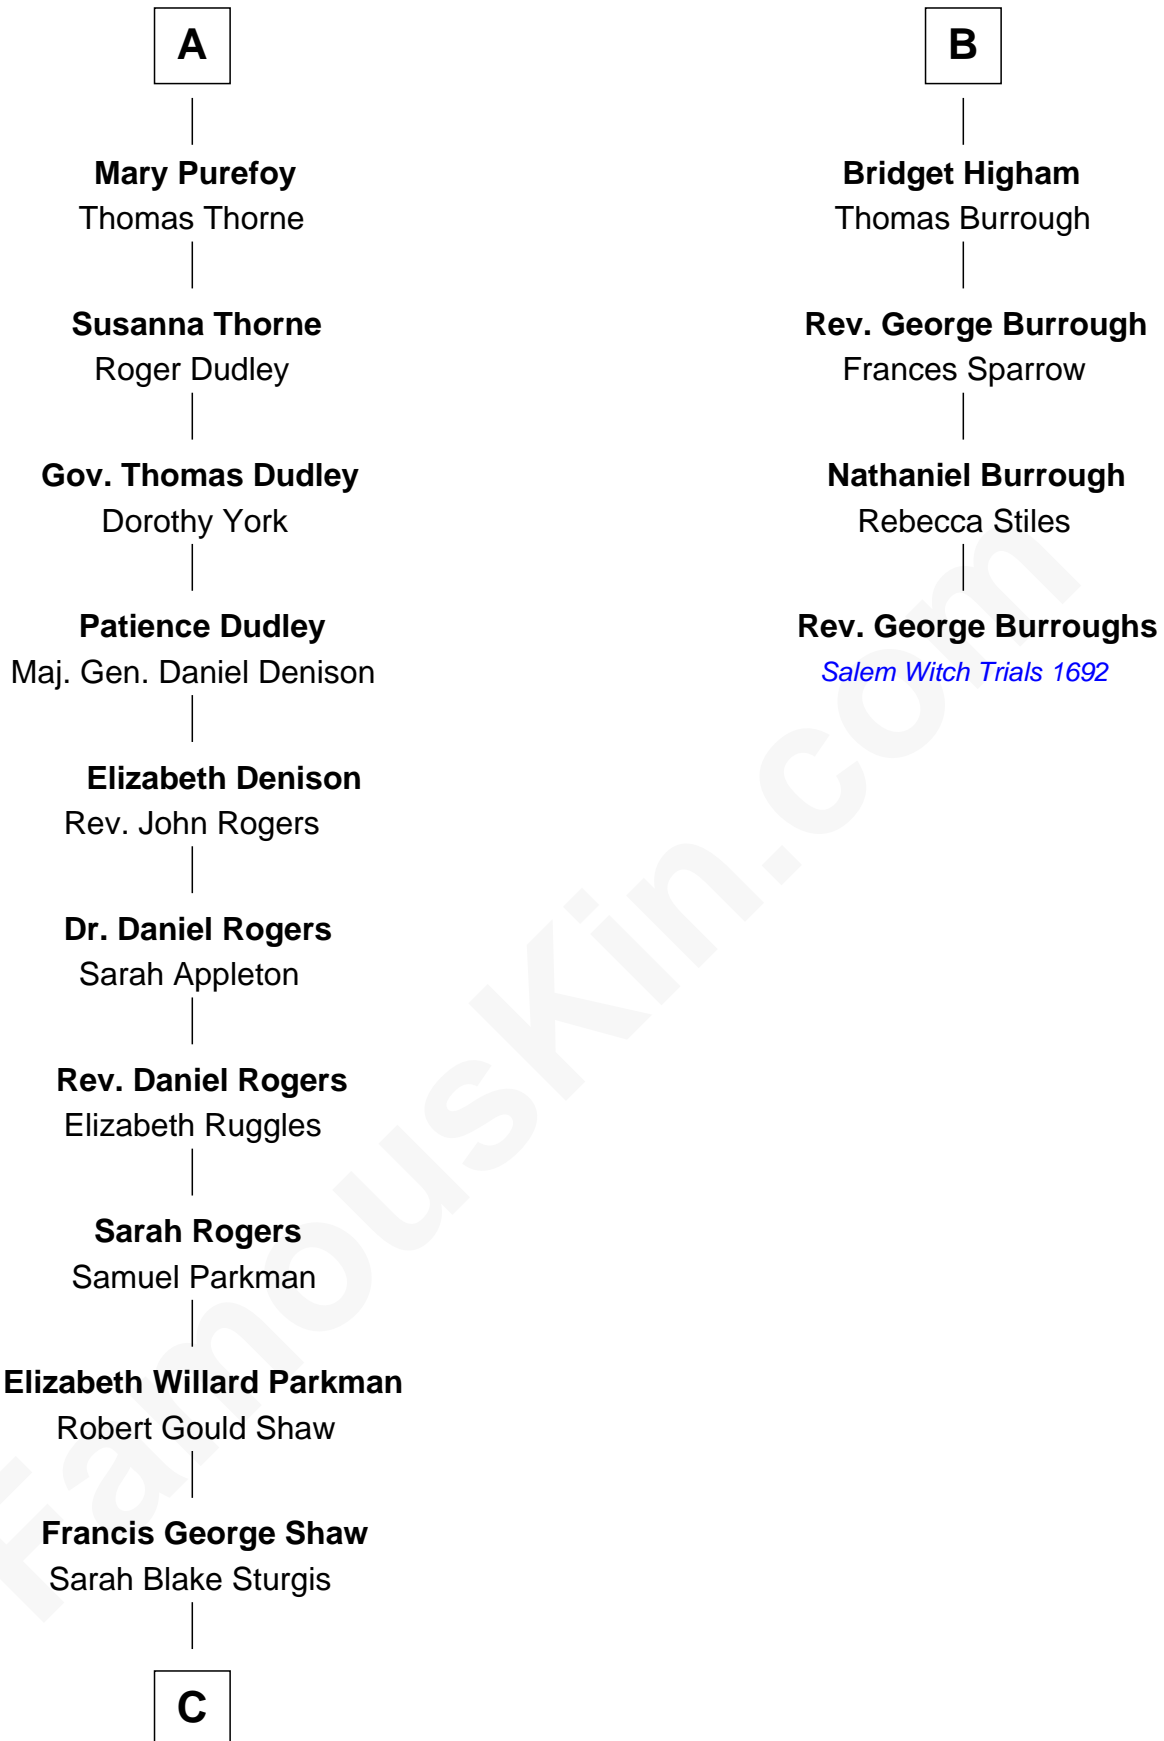 A
Mary Purefoy
Thomas Thorne
Susanna Thorne
Roger Dudley
Gov. Thomas Dudley
Dorothy York
Patience Dudley
Maj. Gen. Daniel Denison
Elizabeth Denison
Rev. John Rogers
Dr. Daniel Rogers
Sarah Appleton
Rev. Daniel Rogers
Elizabeth Ruggles
Sarah Rogers
Samuel Parkman
Elizabeth Willard Parkman
Robert Gould Shaw
Francis George Shaw
Sarah Blake Sturgis
C
B
Bridget Higham
Thomas Burrough
Rev. George Burrough
Frances Sparrow
Nathaniel Burrough
Rebecca Stiles
Rev. George Burroughs
Salem Witch Trials 1692
FamousKin.com